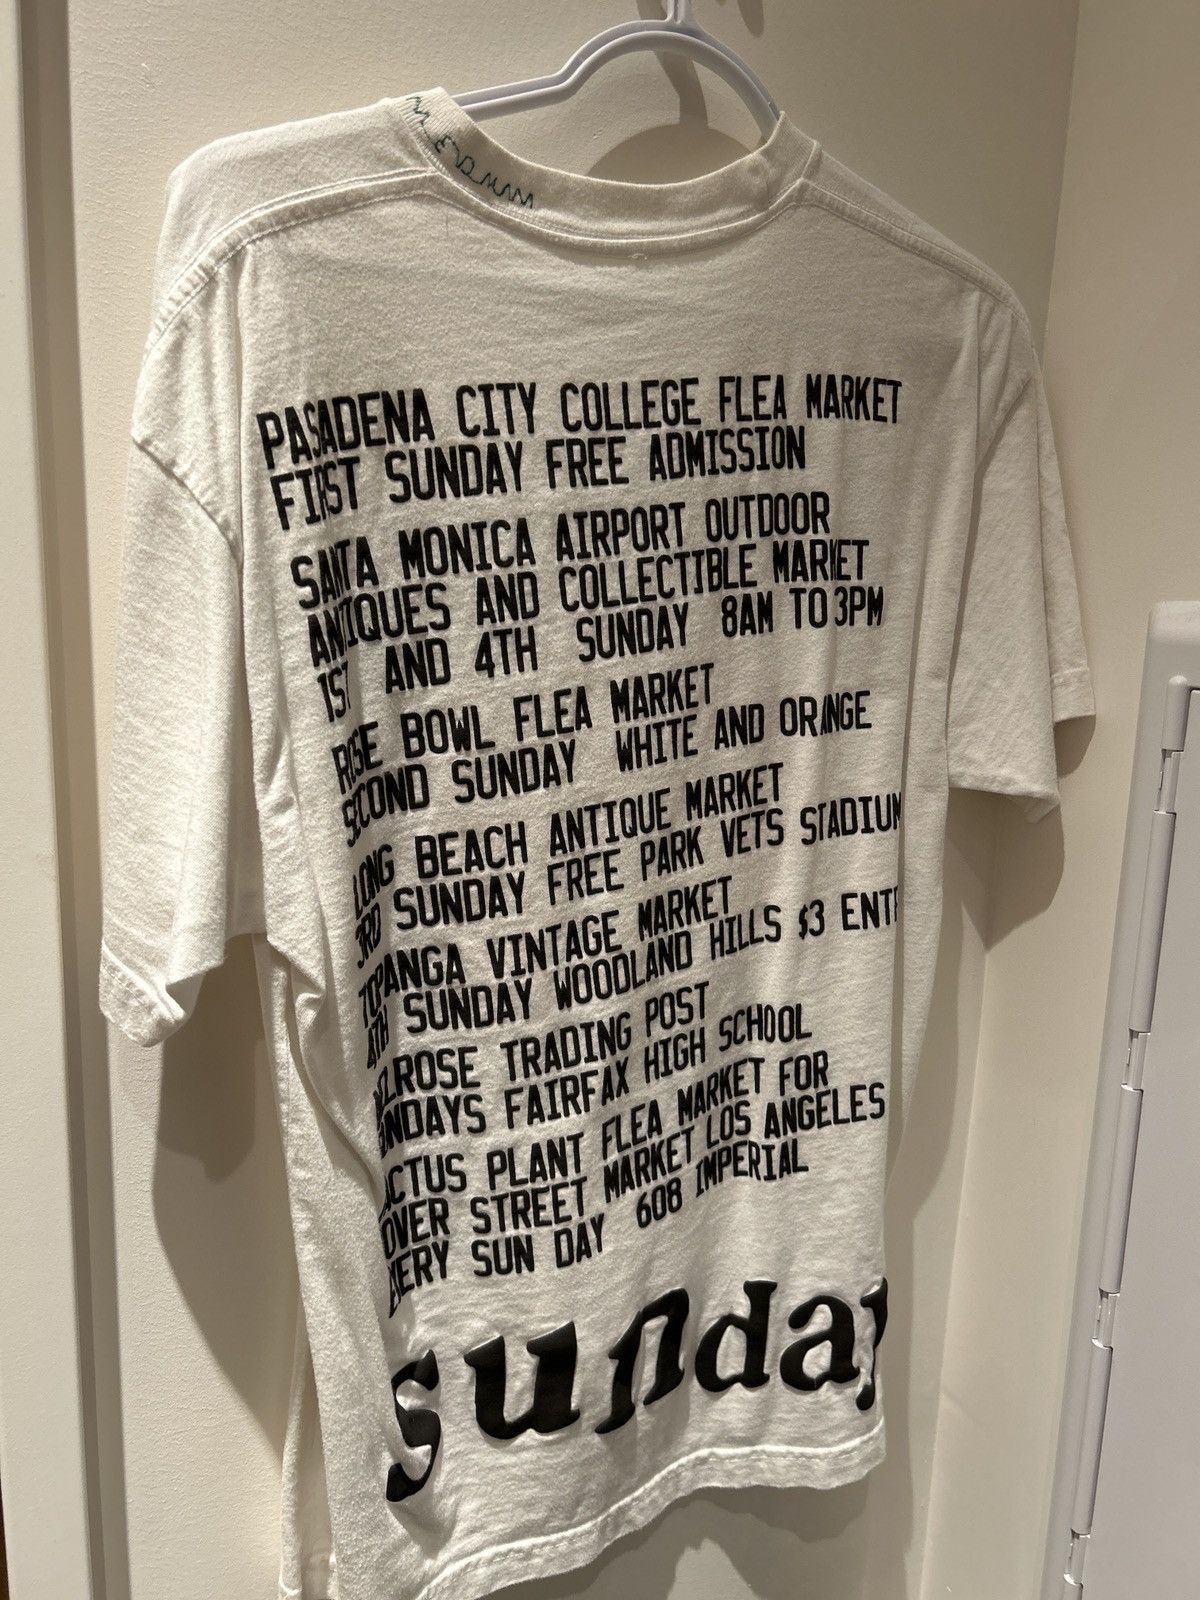 PASADENA CITY COLLEGE FLEA MARKET
FIRST SUNDAY FREE ADMISSION
SANTA MONICA AIRPORT OUTDOOR
ANTIQUES AND COLLECTIBLE MARKET
1ST AND 4TH SUNDAY 8AM TO 3PM
ROSE BOWL FLEA MARKET
SECOND SUNDAY WHITE AND ORANGE
LONG BEACH ANTIQUE MARKET
3RD SUNDAY FREE PARK VETS STADIUM
TOPANGA VINTAGE MARKET
4TH SUNDAY WOODLAND HILLS $3
MELROSE TRADING POST
SUNDAYS FAIRFAX HIGH SCHOOL
CACTUS PLANT FLEA MARKET FOR
DOVER STREET MARKET LOS ANGELES
EVERY SUN DAY 608 IMPERIAL
sunday